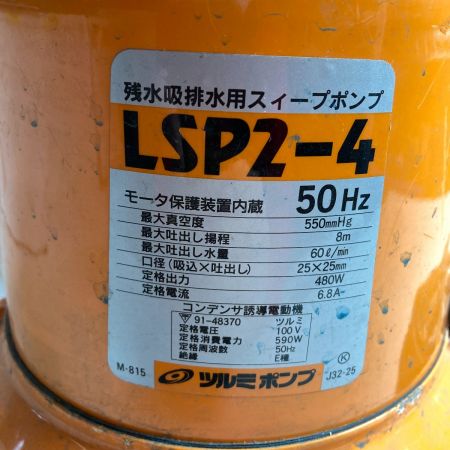 残水吸排水用スイープポンプ
LSP2-4
モータ保護装置内蔵 50Hz
最大真空度 550mmHg
最大吐出し揚程 8m
最大吐出し水量 60ℓ/min
口径(吸込×吐出し) 25×25mm
定格出力 480W
定格電流 6.8A
コンデンサ誘導電動機
91-48370 ツルミ
定格電圧 100V
定格消費電力 590W
定格周波数 50Hz
絶縁 E種
M-815 ツルミポンプ J32-25